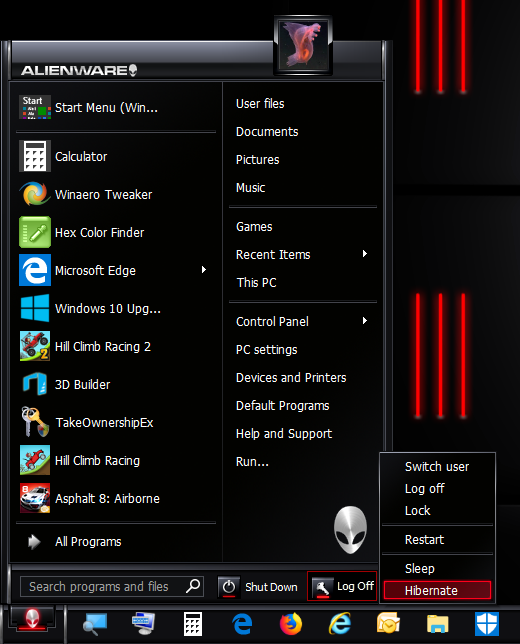 ALIENWARE
Start
Start Menu (Win...
Calculator
Winaero Tweaker
Hex Color Finder
Microsoft Edge
Windows 10 Upg...
Hill Climb Racing 2
3D Builder
TakeOwnershipEx
Hill Climb Racing
Asphalt 8: Airborne
All Programs
Search programs and files
User files
Documents
Pictures
Music
Games
Recent Items
This PC
Control Panel
PC settings
Devices and Printers
Default Programs
Help and Support
Run...
Shut Down
Log Off
Switch user
Log off
Lock
Restart
Sleep
Hibernate